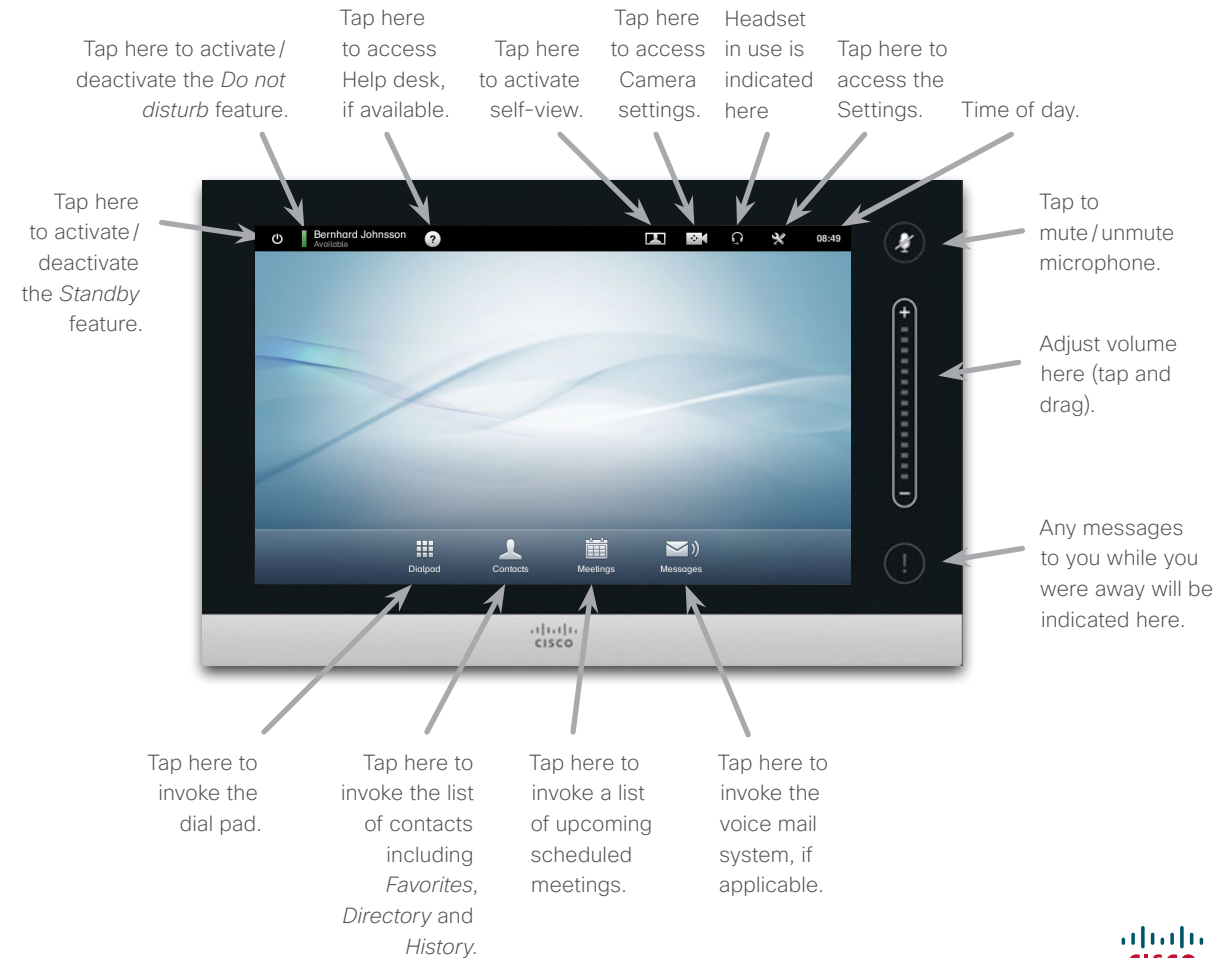 Tap here to activate/
deactivate the Do not
disturb feature.
Tap here
to access
Help desk,
if available.
Tap here
to activate
self-view.
Tap here
to access
Camera
settings.
Headset
in use is
indicated
here
Tap here to
access the
Settings.
Time of day.
Tap here
to activate/
deactivate
the Standby
feature.
Bernhard Johnsson
Available
?
08:49
Tap to
mute/unmute
microphone.
+
Adjust volume
here (tap and
drag).
−
Any messages
to you while you
were away will be
indicated here.
!
Dialpad
Contacts
Meetings
Messages
CISCO
Tap here to
invoke the
dial pad.
Tap here to
invoke the list
of contacts
including
Favorites,
Directory and
History.
Tap here to
invoke a list
of upcoming
scheduled
meetings.
Tap here to
invoke the
voice mail
system, if
applicable.
CISCO